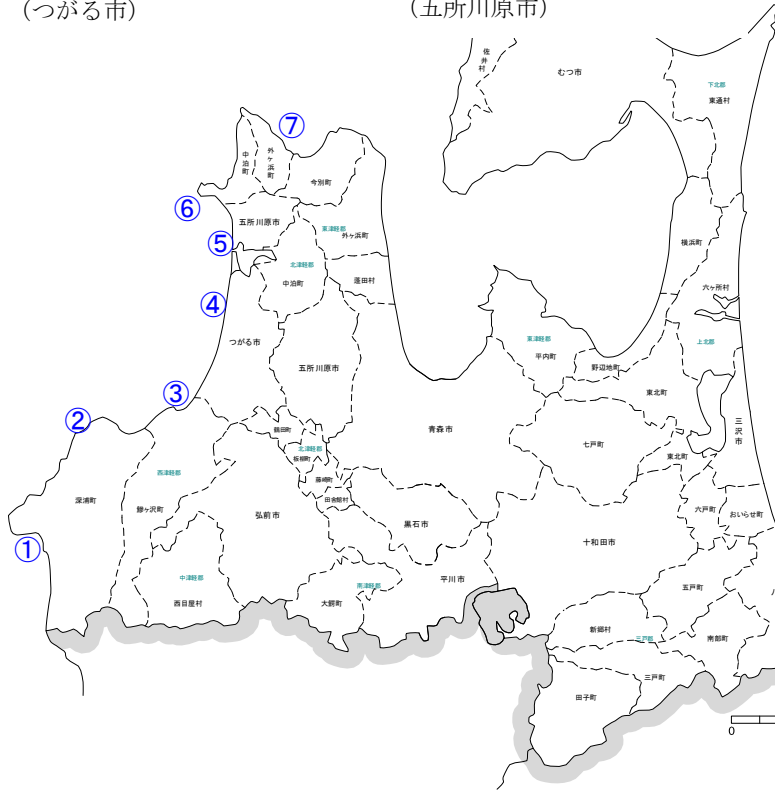 （つがる市）
（五所川原市）
佐井村
むつ市
下北郡
東通村
⑦
中泊町
外ヶ浜町
今別町
⑥
五所川原市
東津軽郡
外ヶ浜町
横浜町
⑤
北津軽郡
中泊町
蓬田村
六ヶ所村
④
つがる市
東津軽郡
平内町
上北郡
五所川原市
野辺地町
③
東北町
②
鶴田町
青森市
七戸町
三沢市
北津軽郡
板柳町
東北町
西津軽郡
藤崎町
深浦町
鰺ヶ沢町
田舎館村
六戸町
おいらせ町
弘前市
黒石市
①
十和田市
中津軽郡
南津軽郡
平川市
五戸町
西目屋村
大鰐町
新郷村
三戸郡
南部町
三戸町
田子町
0